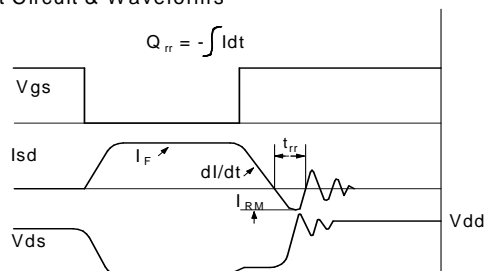 t Circuit & Waveforms
Q rr = - ∫ Idt
Vgs
Isd
I F
dI/dt
t rr
I RM
Vds
Vdd